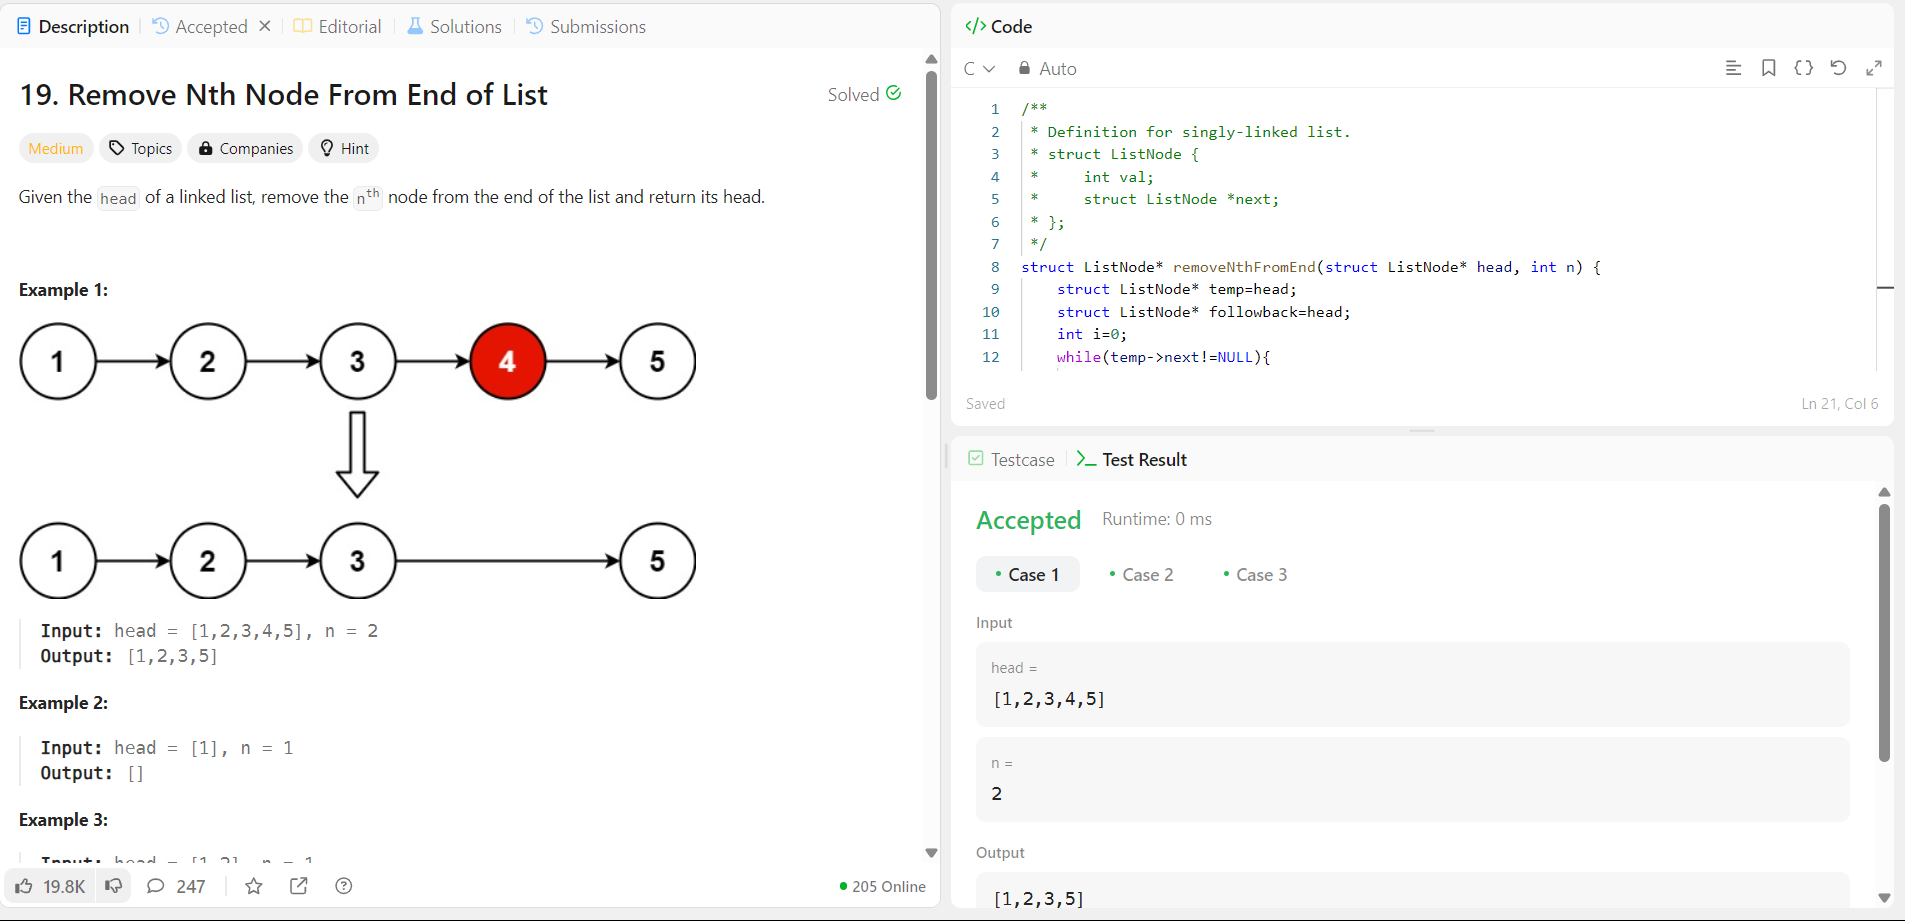 Description
Accepted
Editorial
Solutions
Submissions
19. Remove Nth Node From End of List
Solved
Medium
Topics
Companies
Hint
Given the head of a linked list, remove the nth node from the end of the list and return its head.
Example 1:
1 2 3 4 5
1 2 3 5
Input: head = [1,2,3,4,5], n = 2
Output: [1,2,3,5]
Example 2:
Input: head = [1], n = 1
Output: []
Example 3:
Input: head = [1,2], n = 1
19.8K
247
205 Online
</> Code
C
Auto
1 /**
2 * Definition for singly-linked list.
3 * struct ListNode {
4 *     int val;
5 *     struct ListNode *next;
6 * };
7 */
8 struct ListNode* removeNthFromEnd(struct ListNode* head, int n) {
9     struct ListNode* temp=head;
10     struct ListNode* followback=head;
11     int i=0;
12     while(temp->next!=NULL){
Saved
Ln 21, Col 6
Testcase
Test Result
Accepted
Runtime: 0 ms
Case 1
Case 2
Case 3
Input
head =
[1,2,3,4,5]
n =
2
Output
[1,2,3,5]